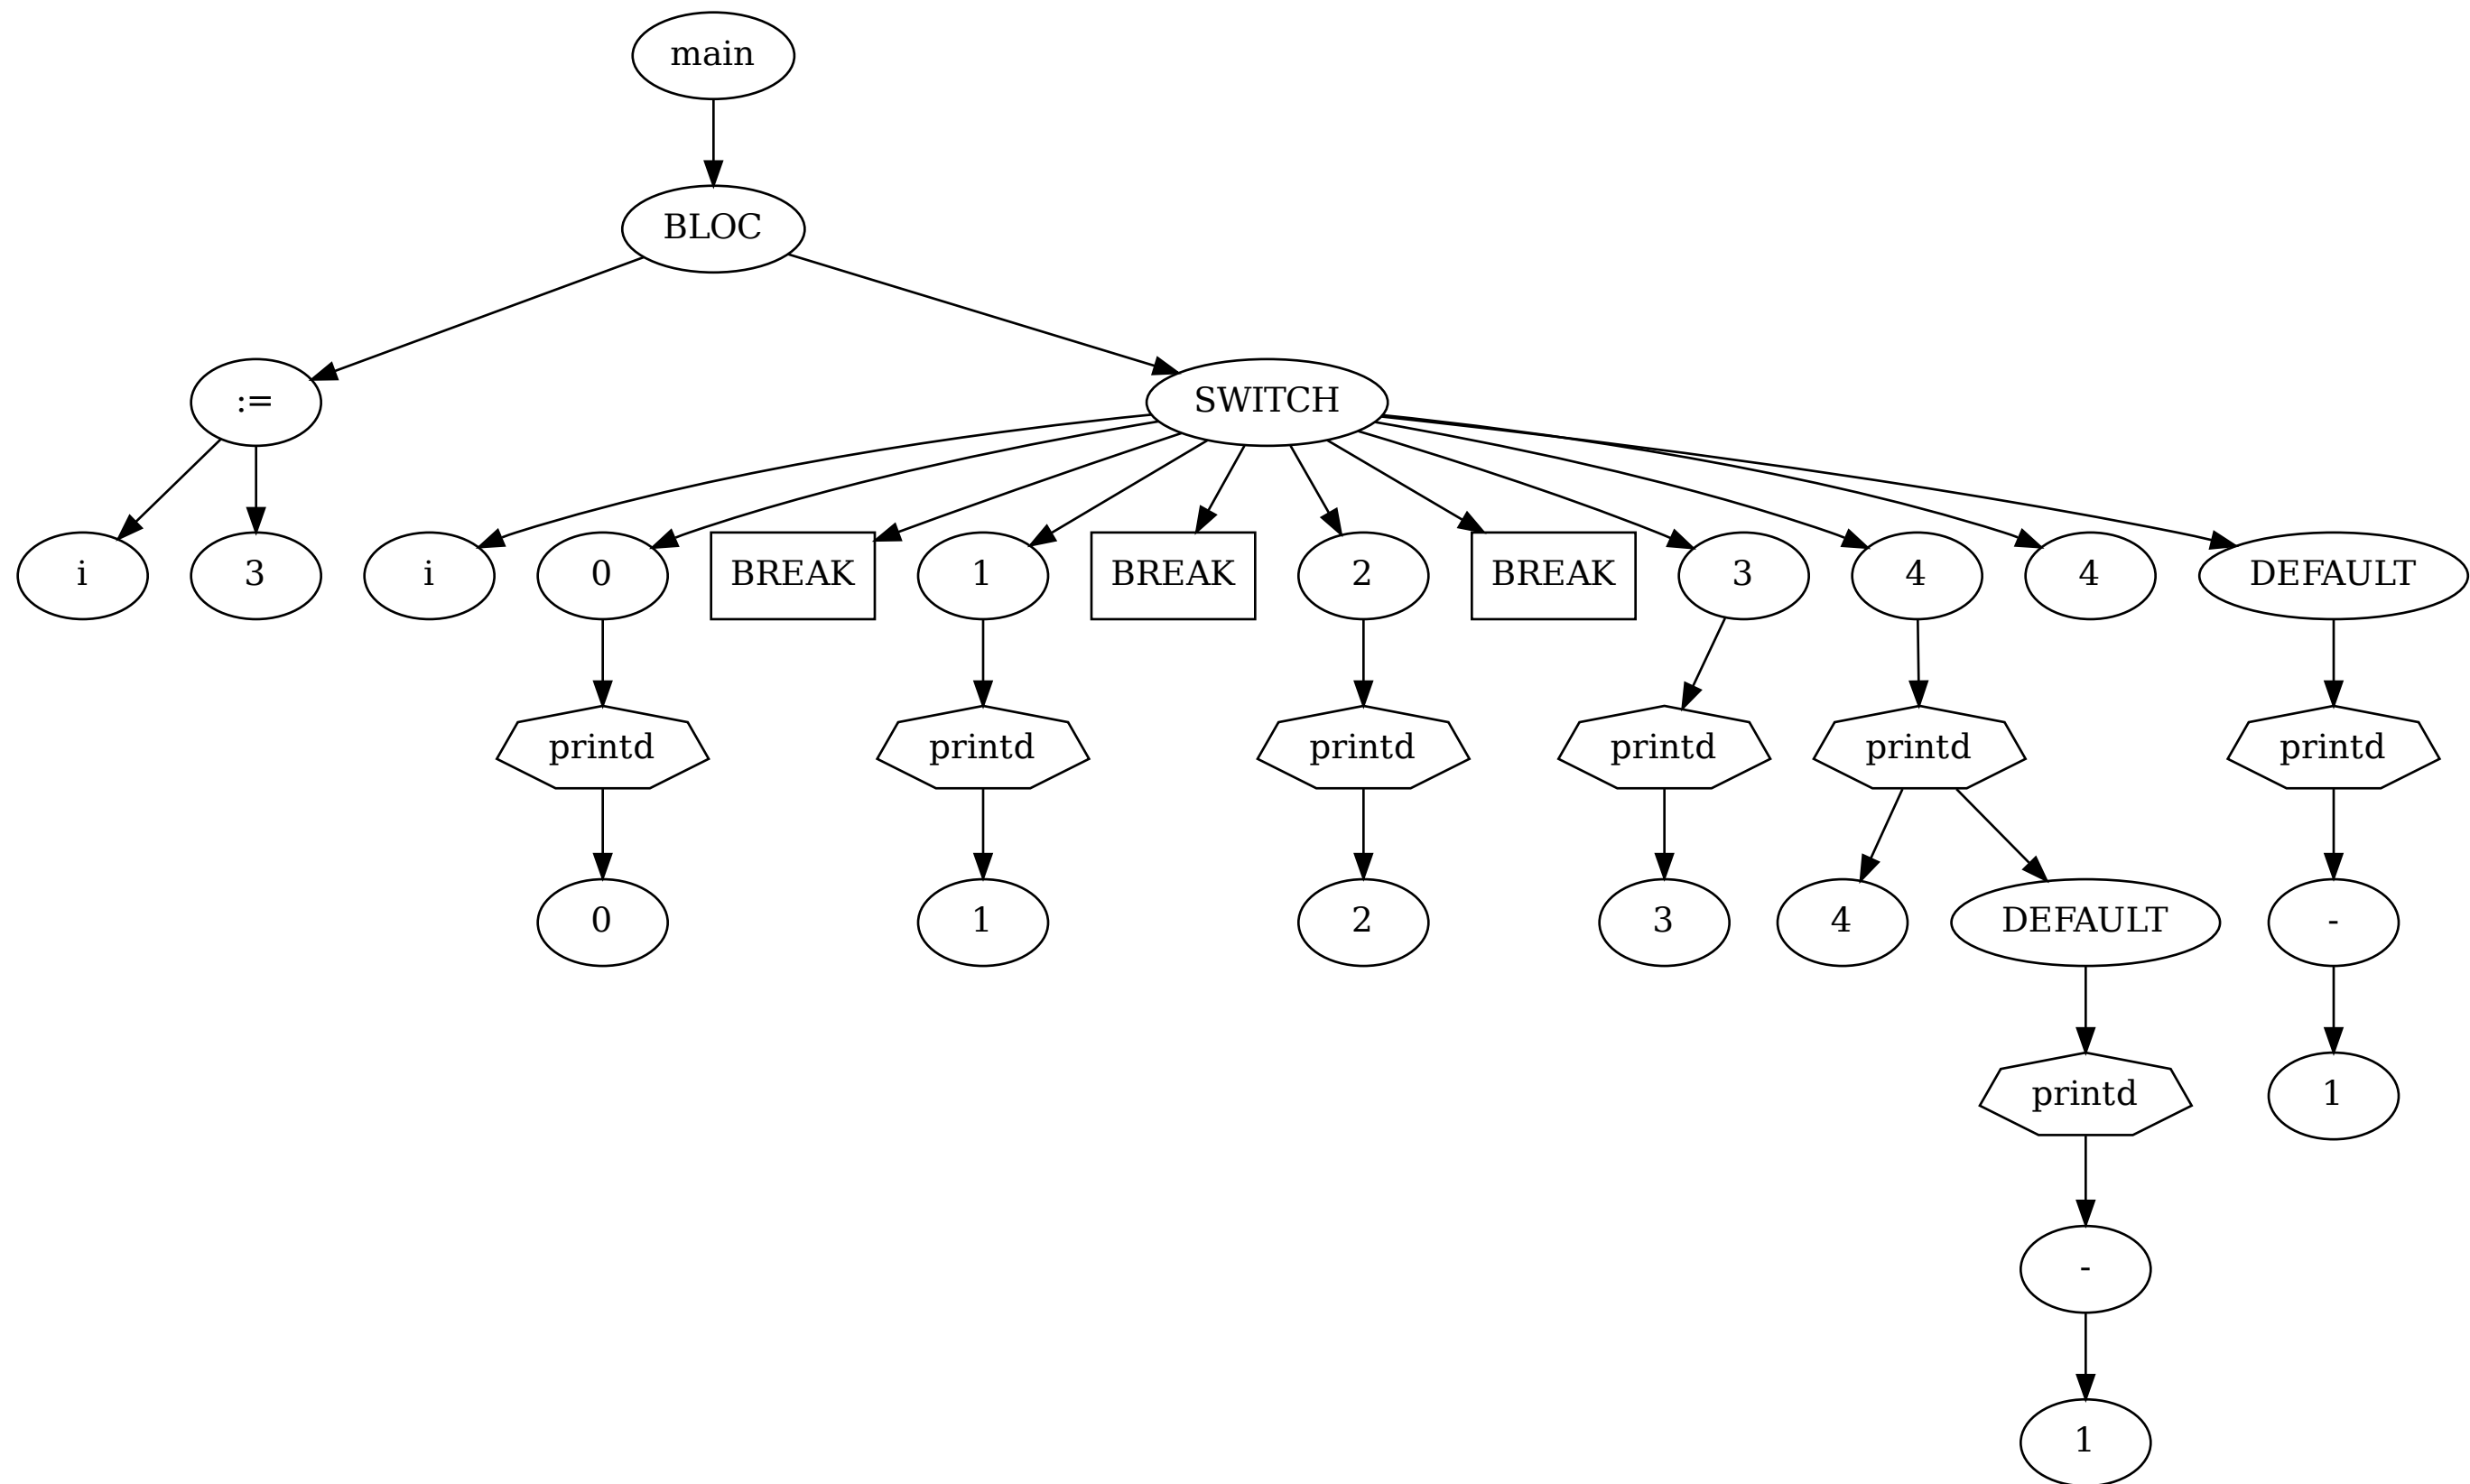 main
BLOC
:=
SWITCH
i
3
i
0
BREAK
1
BREAK
2
BREAK
3
4
4
DEFAULT
printd
printd
printd
printd
printd
printd
0
1
2
3
4
DEFAULT
-
printd
1
-
1